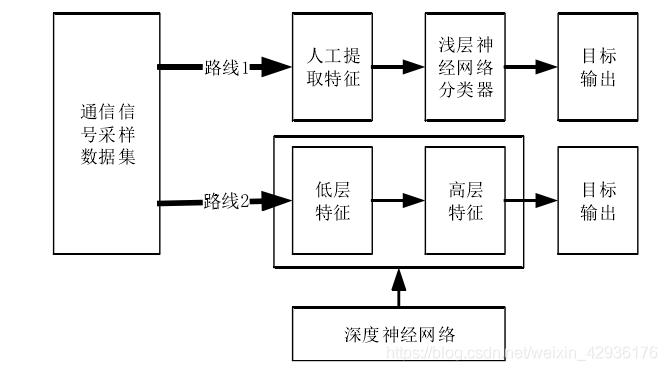 通信信
号采样
数据集
路线1
人工提
取特征
浅层神
经网络
分类器
目标
输出
路线2
低层
特征
高层
特征
目标
输出
深度神经网络
https://blog.csdn.net/weixin_42936176